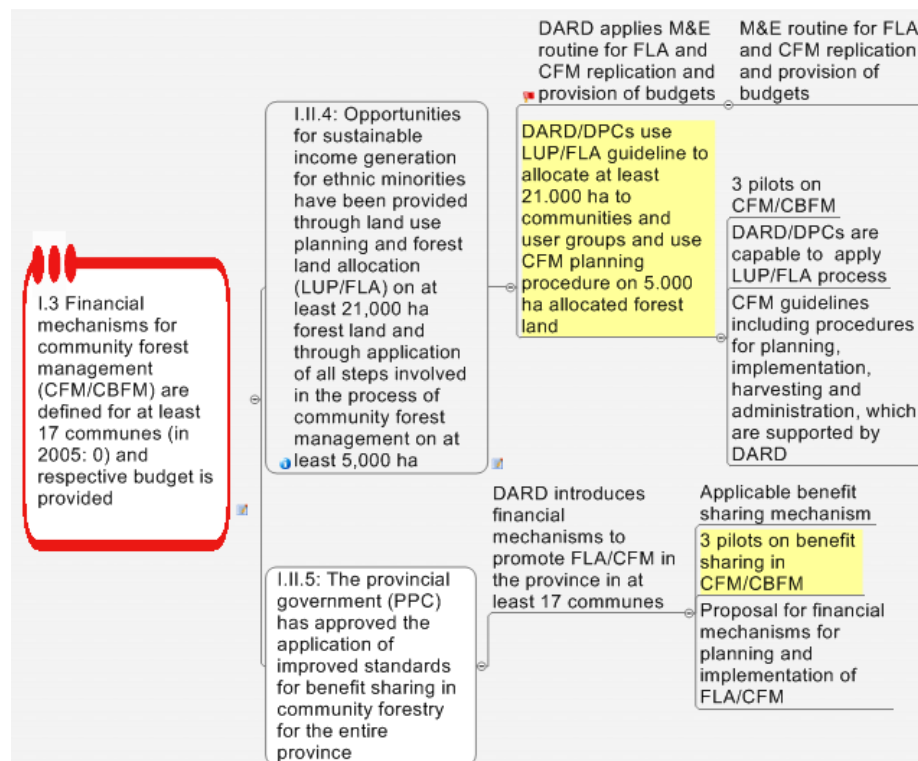 I.3 Financial
mechanisms for
community forest
management
(CFM/CBFM) are
defined for at least
17 communes (in
2005: 0) and
respective budget is
provided
I.II.4: Opportunities
for sustainable
income generation
for ethnic minorities
have been provided
through land use
planning and forest
land allocation
(LUP/FLA) on at
least 21,000 ha
forest land and
through application
of all steps involved
in the process of
community forest
management on at
least 5,000 ha
DARD applies M&E
routine for FLA and
CFM replication and
provision of budgets
M&E routine for FLA
and CFM replication
and provision of
budgets
DARD/DPCs use
LUP/FLA guideline to
allocate at least
21.000 ha to
communities and
user groups and use
CFM planning
procedure on 5.000
ha allocated forest
land
3 pilots on
CFM/CBFM
DARD/DPCs are
capable to apply
LUP/FLA process
CFM guidelines
including procedures
for planning,
implementation,
harvesting and
administration, which
are supported by
DARD
I.II.5: The provincial
government (PPC)
has approved the
application of
improved standards
for benefit sharing in
community forestry
for the entire
province
DARD introduces
financial
mechanisms to
promote FLA/CFM in
the province in at
least 17 communes
Applicable benefit
sharing mechanism
3 pilots on benefit
sharing in
CFM/CBFM
Proposal for financial
mechanisms for
planning and
implementation of
FLA/CFM